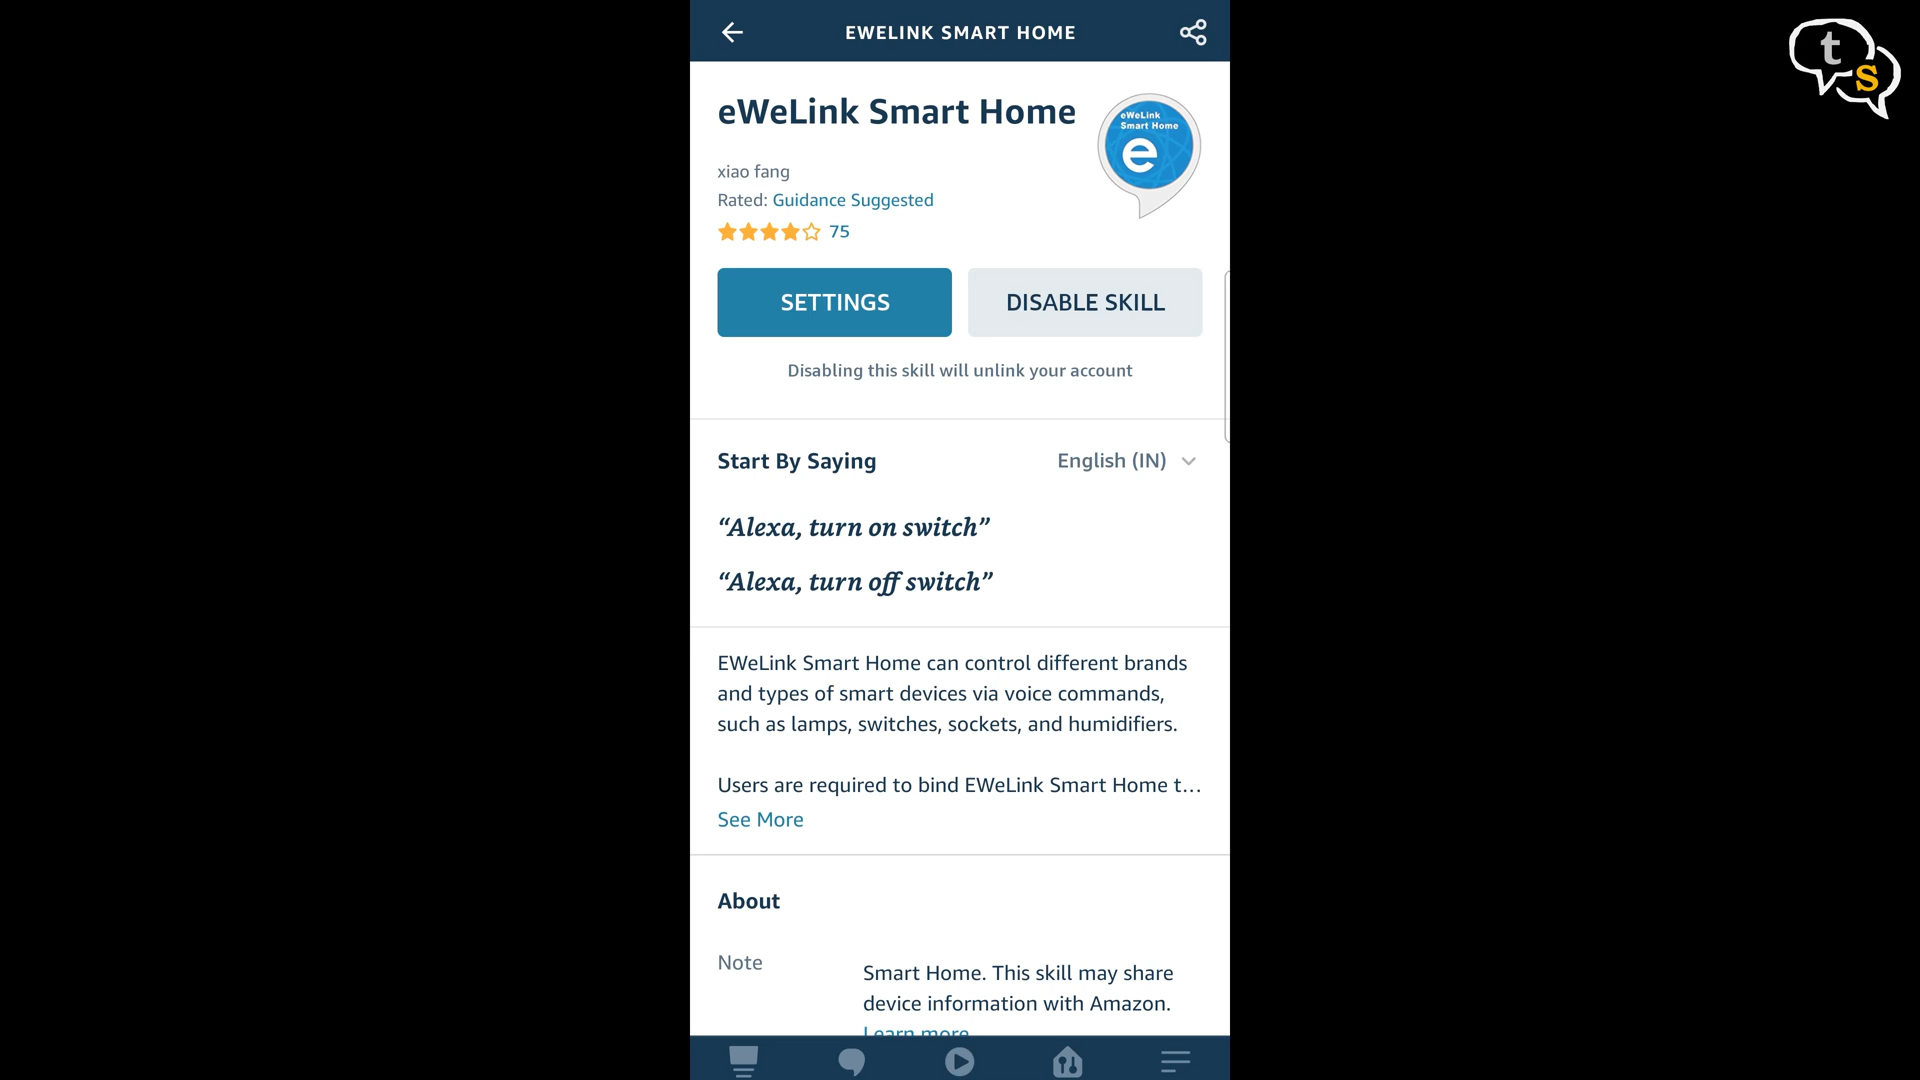 EWELINK SMART HOME
t
s
eWeLink Smart Home
eWeLink
Smart Home
e
xiao fang
Rated: Guidance Suggested
75
SETTINGS
DISABLE SKILL
Disabling this skill will unlink your account
Start By Saying
English (IN)
“Alexa, turn on switch”
“Alexa, turn off switch”
EWeLink Smart Home can control different brands
and types of smart devices via voice commands,
such as lamps, switches, sockets, and humidifiers.
Users are required to bind EWeLink Smart Home t...
See More
About
Note
Smart Home. This skill may share
device information with Amazon.
Learn more